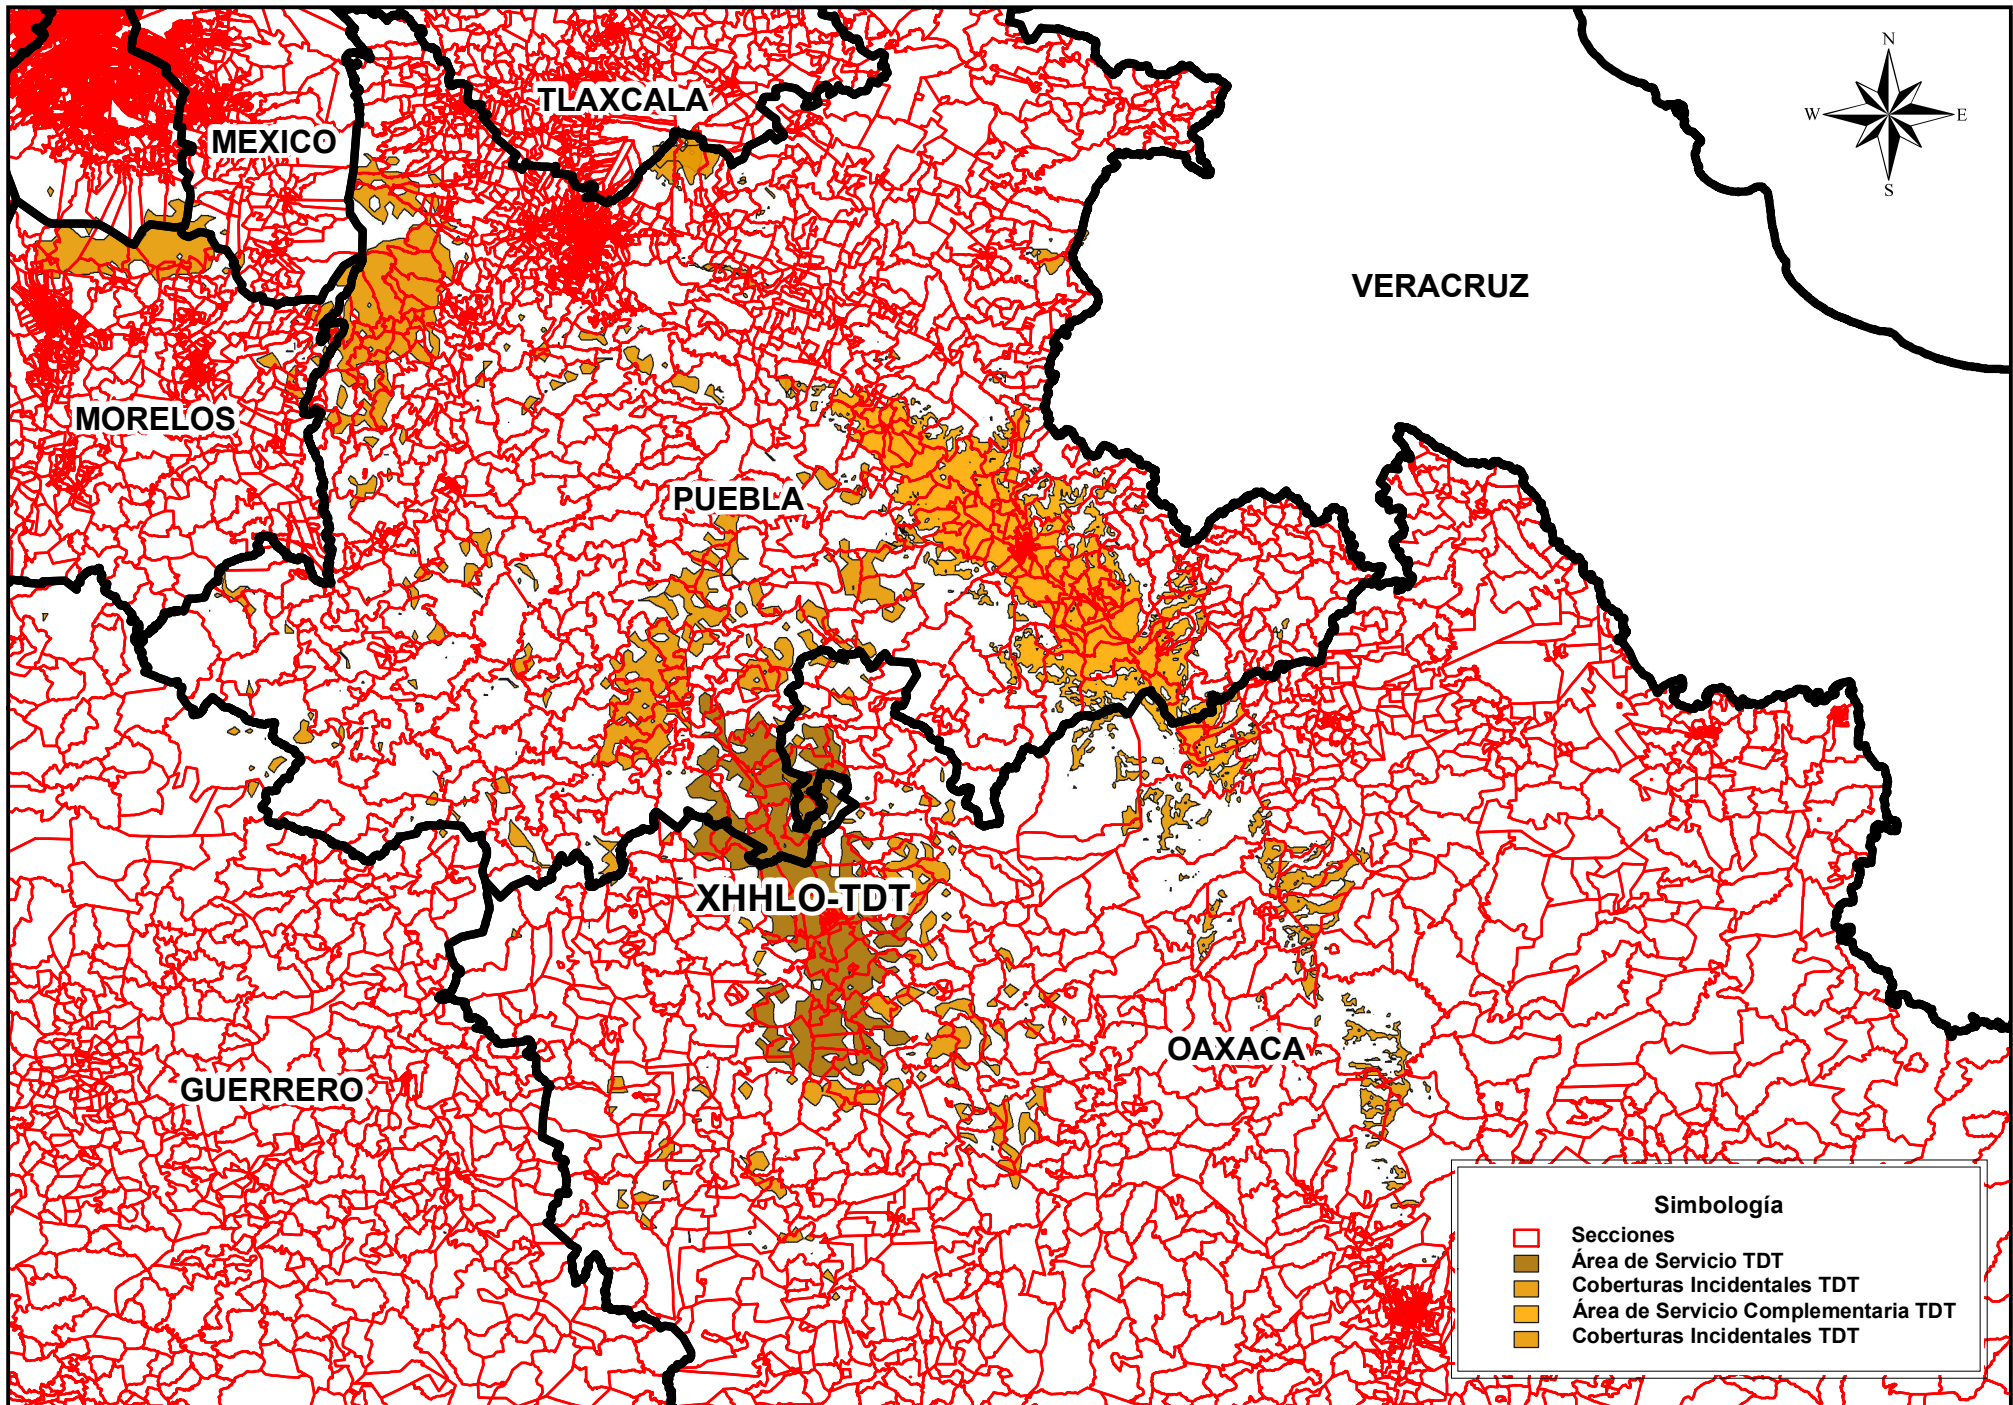 N
W E
S
TLAXCALA
MEXICO
VERACRUZ
MORELOS
PUEBLA
XHHLO-TDT
OAXACA
GUERRERO
Simbología
Secciones
Área de Servicio TDT
Coberturas Incidentales TDT
Área de Servicio Complementaria TDT
Coberturas Incidentales TDT